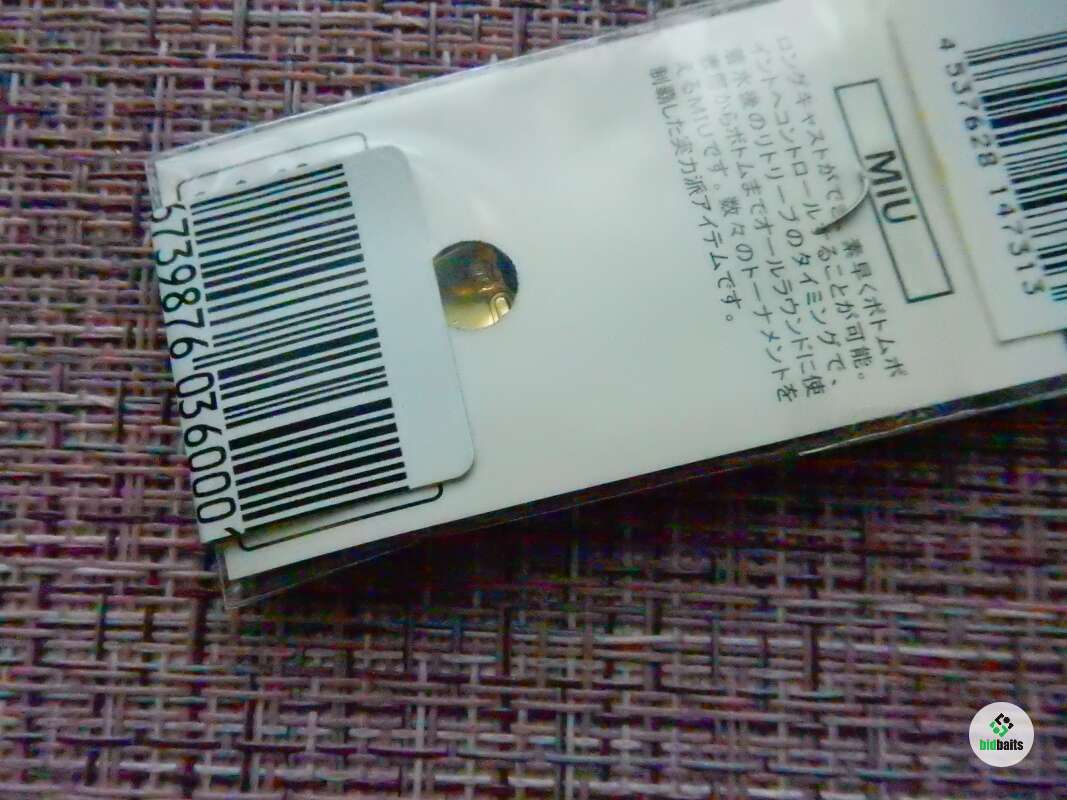 MIU
ロングキャストができ、素早くボトムポ
イントへコントロールすることが可能。
着水後のリトリーブのタイミングで、
表層からボトムまでオールラウンドに使
えるMIUです。数々のトーナメントを
制覇した実力派アイテムです。
4 537628 147313
5739876 036000
bidbaits